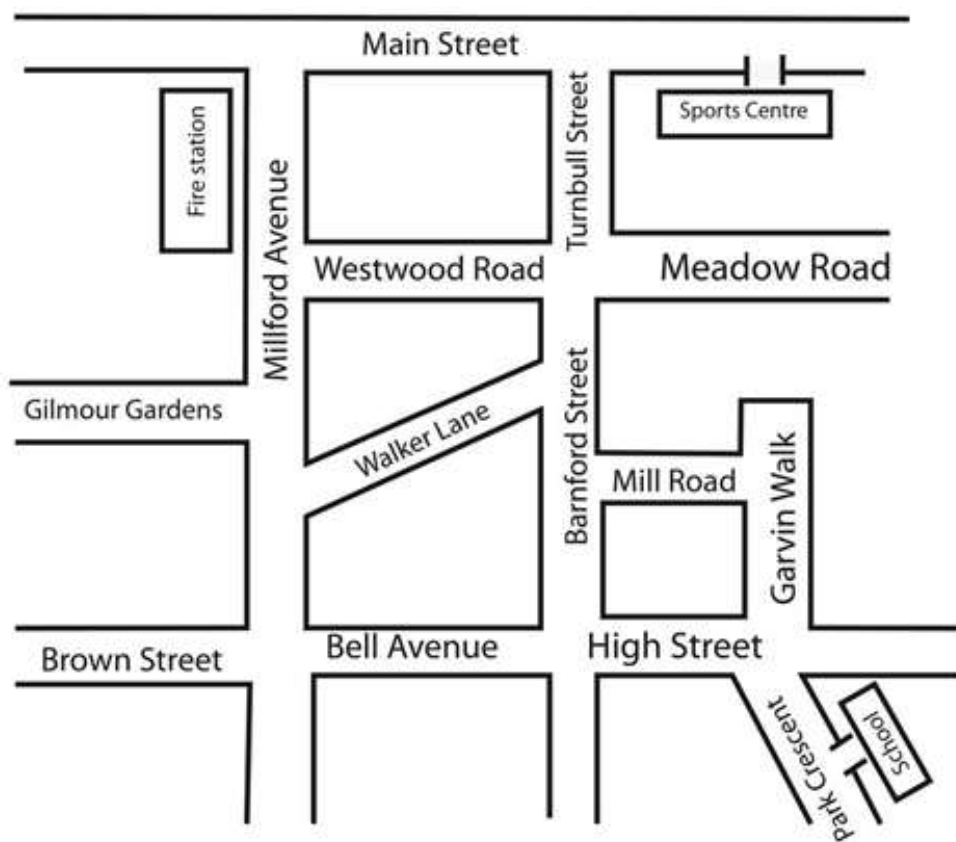 Main Street
Fire station
Millford Avenue
Turnbull Street
Sports Centre
Westwood Road
Meadow Road
Gilmour Gardens
Walker Lane
Barnford Street
Mill Road
Garvin Walk
Brown Street
Bell Avenue
High Street
Park Crescent
School